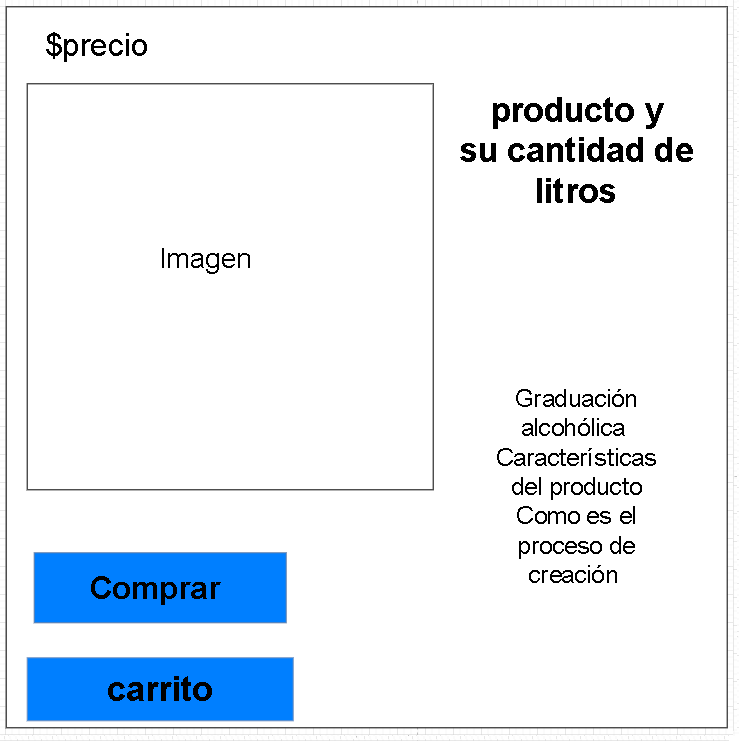 $precio
producto y
su cantidad de
litros
Imagen
Graduación
alcohólica
Características
del producto
Como es el
proceso de
creación
Comprar
carrito